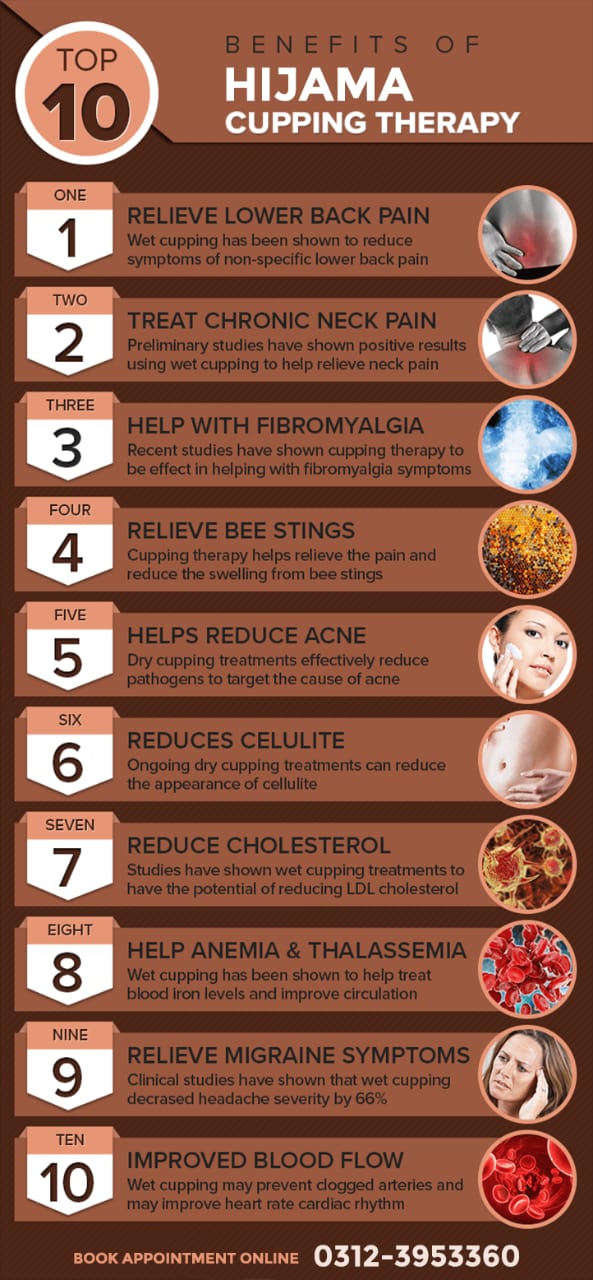 TOP
10
BENEFITS OF
HIJAMA
CUPPING THERAPY
ONE
1
RELIEVE LOWER BACK PAIN
Wet cupping has been shown to reduce
symptoms of non-specific lower back pain
TWO
2
TREAT CHRONIC NECK PAIN
Preliminary studies have shown positive results
using wet cupping to help relieve neck pain
THREE
3
HELP WITH FIBROMYALGIA
Recent studies have shown cupping therapy to
be effect in helping with fibromyalgia symptoms
FOUR
4
RELIEVE BEE STINGS
Cupping therapy helps relieve the pain and
reduce the swelling from bee stings
FIVE
5
HELPS REDUCE ACNE
Dry cupping treatments effectively reduce
pathogens to target the cause of acne
SIX
6
REDUCES CELULITE
Ongoing dry cupping treatments can reduce
the appearance of cellulite
SEVEN
7
REDUCE CHOLESTEROL
Studies have shown wet cupping treatments to
have the potential of reducing LDL cholesterol
EIGHT
8
HELP ANEMIA & THALASSEMIA
Wet cupping has been shown to help treat
blood iron levels and improve circulation
NINE
9
RELIEVE MIGRAINE SYMPTOMS
Clinical studies have shown that wet cupping
decrased headache severity by 66%
TEN
10
IMPROVED BLOOD FLOW
Wet cupping may prevent clogged arteries and
may improve heart rate cardiac rhythm
BOOK APPOINTMENT ONLINE 0312-3953360